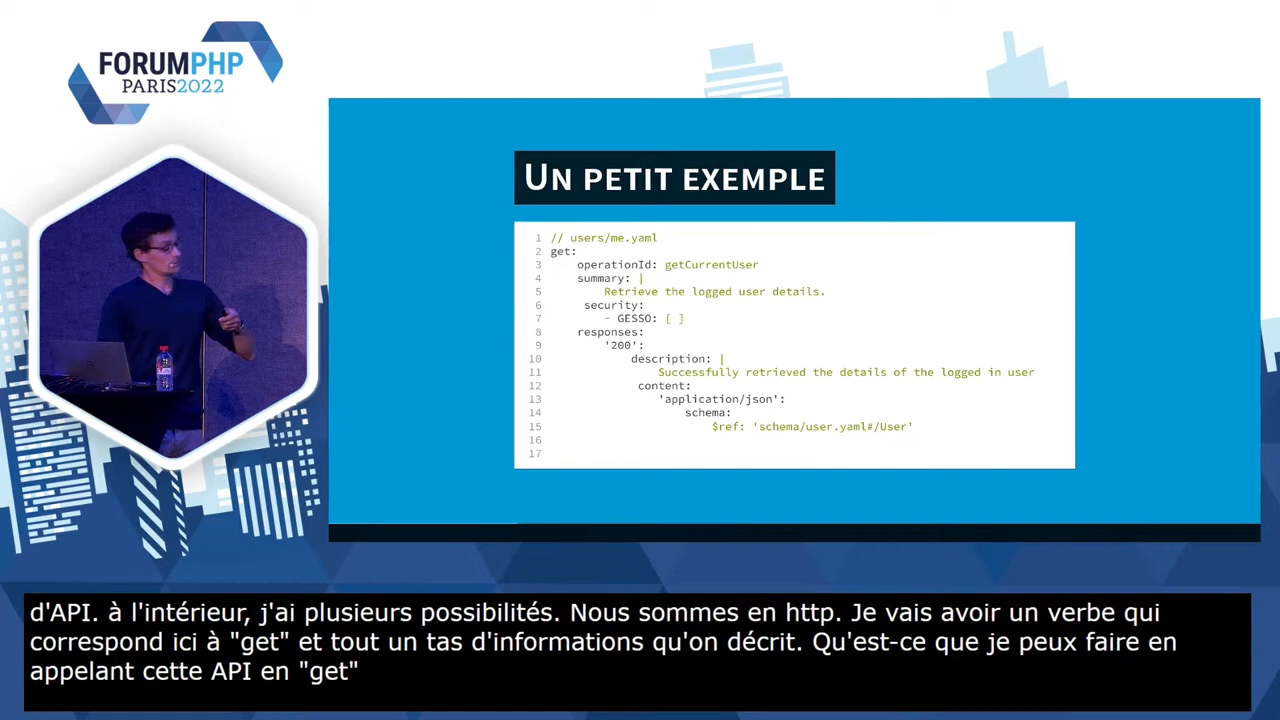 FORUMPHP
PARIS2022
UN PETIT EXEMPLE
1 // users/me.yaml
2 get:
3 operationId: getCurrentUser
4 summary: |
5 Retrieve the logged user details.
6 security:
7 - GESSO: [ ]
8 responses:
9 '200':
10 description: |
11 Successfully retrieved the details of the logged in user
12 content:
13 'application/json':
14 schema:
15 $ref: 'schema/user.yaml#/User'
16
17
d'API. à l'intérieur, j'ai plusieurs possibilités. Nous sommes en http. Je vais avoir un verbe qui
correspond ici à "get" et tout un tas d'informations qu'on décrit. Qu'est-ce que je peux faire en
appelant cette API en "get"